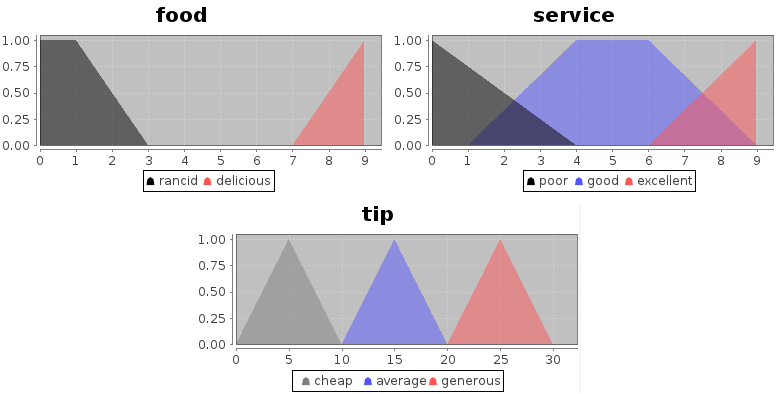 food
1.00
0.75
0.50
0.25
0.00
0 1 2 3 4 5 6 7 8 9
rancid delicious
service
1.00
0.75
0.50
0.25
0.00
0 1 2 3 4 5 6 7 8 9
poor good excellent
tip
1.00
0.75
0.50
0.25
0.00
0 5 10 15 20 25 30
cheap average generous